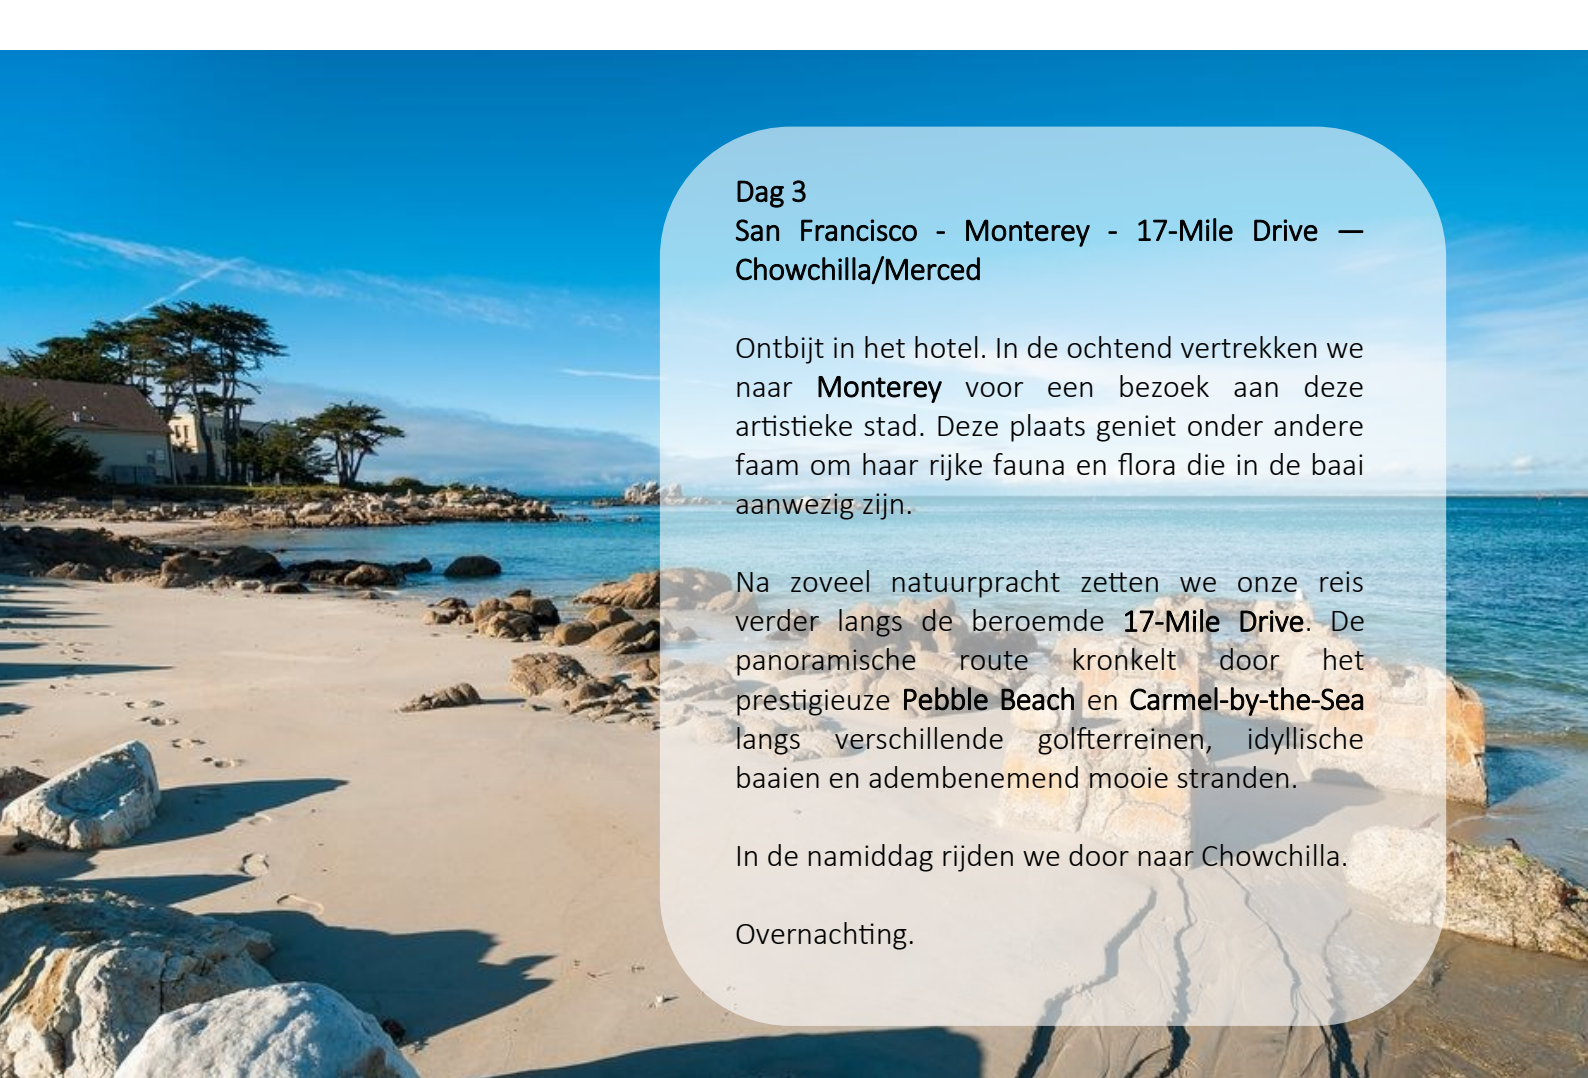 Dag 3
San Francisco - Monterey - 17-Mile Drive —
Chowchilla/Merced
Ontbijt in het hotel. In de ochtend vertrekken we
naar Monterey voor een bezoek aan deze
artistieke stad. Deze plaats geniet onder andere
faam om haar rijke fauna en flora die in de baai
aanwezig zijn.
Na zoveel natuurpracht zetten we onze reis
verder langs de beroemde 17-Mile Drive. De
panoramische route kronkelt door het
prestigieuze Pebble Beach en Carmel-by-the-Sea
langs verschillende golfterreinen, idyllische
baaien en adembenemend mooie stranden.
In de namiddag rijden we door naar Chowchilla.
Overnachting.